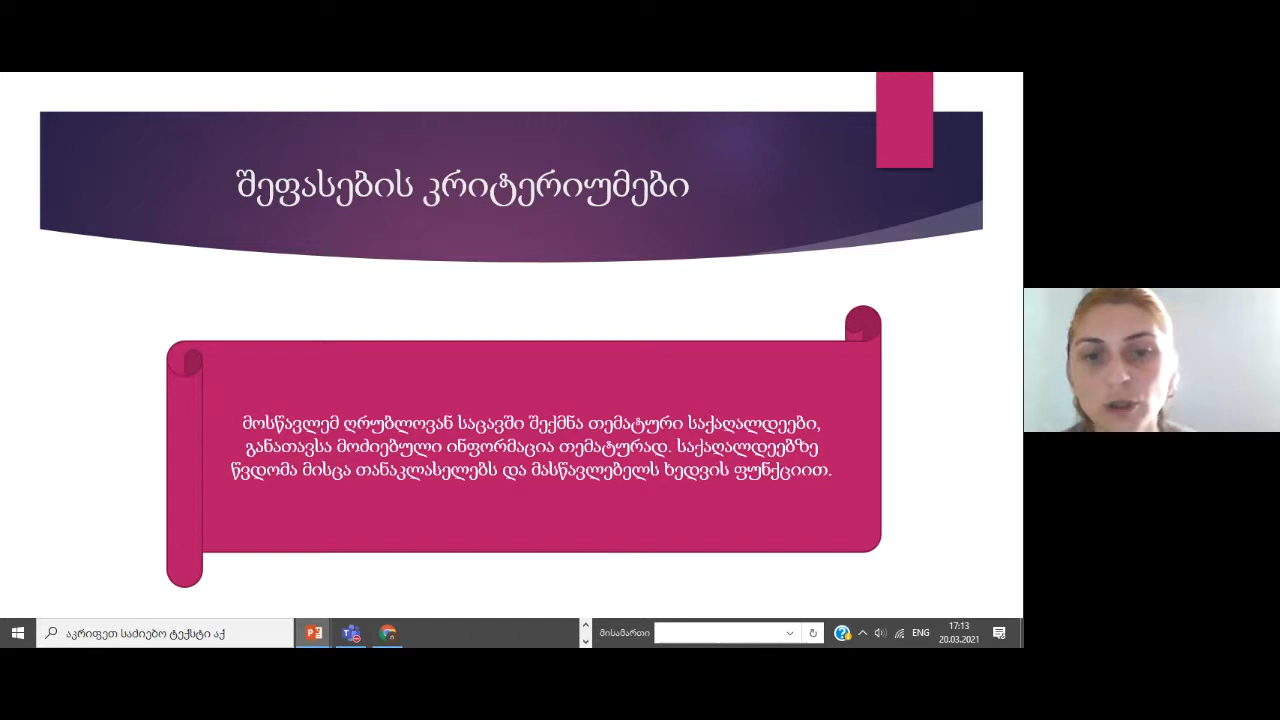 შეფასების კრიტერიუმები
მოსწავლემ ღრუბლოვან საცავში შექმნა თემატური საქაღალდეები,
განათავსა მოძიებული ინფორმაცია თემატურად. საქაღალდეებზე
წვდომა მისცა თანაკლასელებს და მასწავლებელს ხედვის ფუნქციით.
აკრიფეთ საძიებო ტექსტი აქ
მისამართი
ENG
17:13
20.03.2021